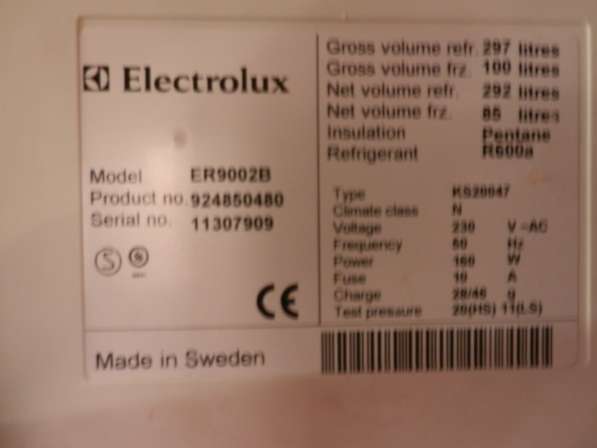 Electrolux
Model ER9002B
Product no. 924850480
Serial no. 11307909
S
CE
Made in Sweden
Gross volume refr. 297 litres
Gross volume frz. 100 litres
Net volume refr. 292 litres
Net volume frz. 85 litres
Insulation Pentane
Refrigerant R600a
Type
Climate class N
Voltage 230 V ~AC
Frequency 50 Hz
Power 160 W
Fuse 10 A
Charge g
Test pressure